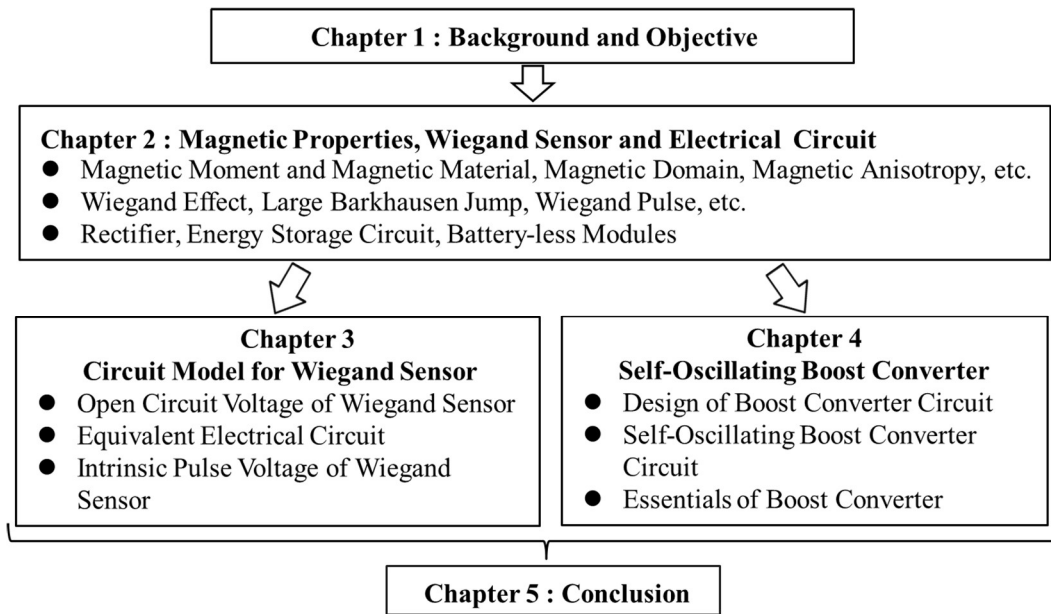 Chapter 1 : Background and Objective
Chapter 2 : Magnetic Properties, Wiegand Sensor and Electrical Circuit
● Magnetic Moment and Magnetic Material, Magnetic Domain, Magnetic Anisotropy, etc.
● Wiegand Effect, Large Barkhausen Jump, Wiegand Pulse, etc.
● Rectifier, Energy Storage Circuit, Battery-less Modules
Chapter 3
Circuit Model for Wiegand Sensor
● Open Circuit Voltage of Wiegand Sensor
● Equivalent Electrical Circuit
● Intrinsic Pulse Voltage of Wiegand
Sensor
Chapter 4
Self-Oscillating Boost Converter
● Design of Boost Converter Circuit
● Self-Oscillating Boost Converter
Circuit
● Essentials of Boost Converter
Chapter 5 : Conclusion